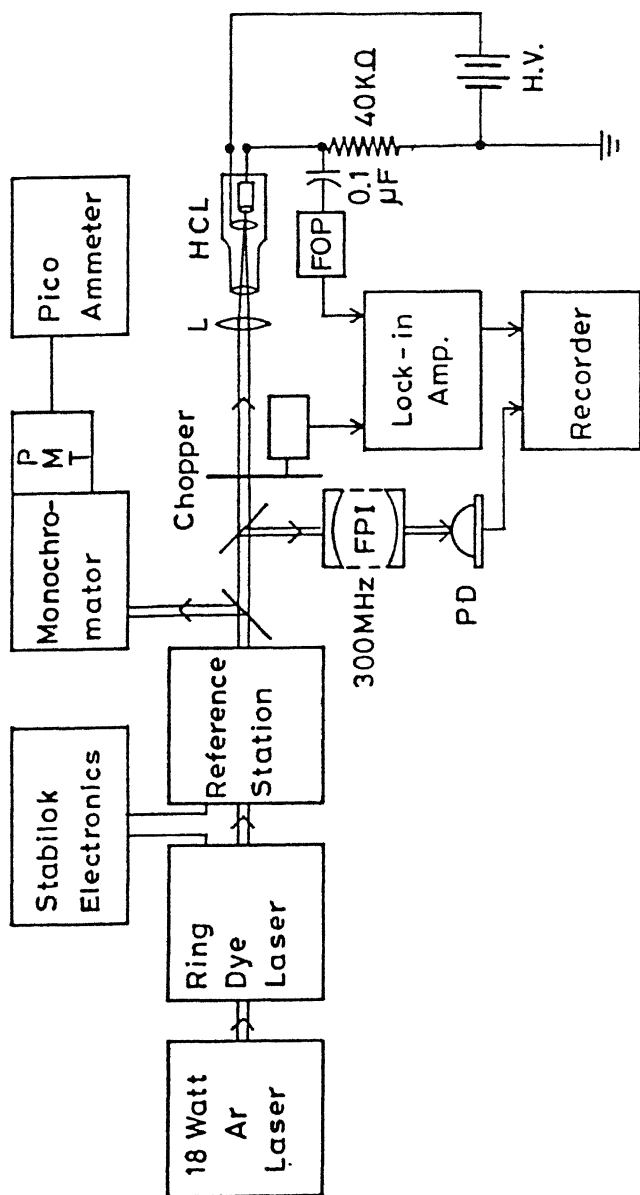 18 Watt
Ar
Laser
Ring
Dye
Laser
Stabilok
Electronics
Reference
Station
Monochro-
mator
P
M
T
Pico
Ammeter
Chopper
L
HCL
300MHz
FPI
PD
FOP
0.1
µF
40KΩ
H.V.
Lock-in
Amp.
Recorder